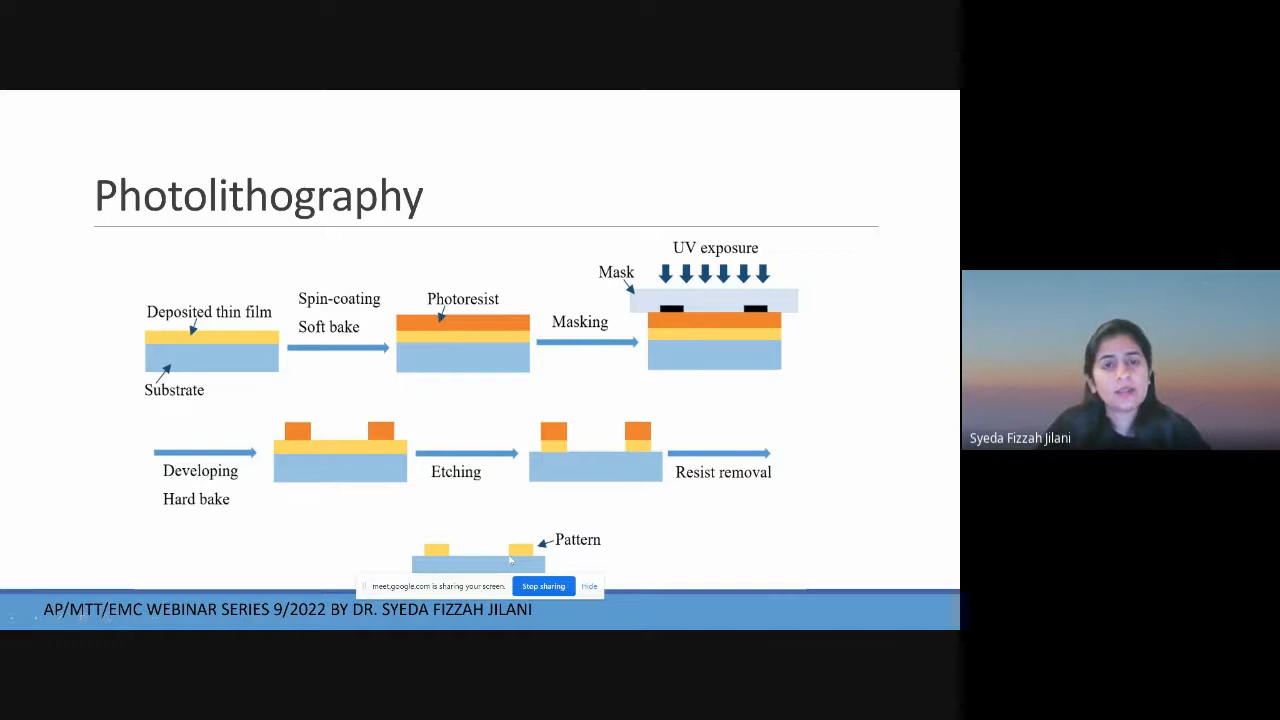 Photolithography
UV exposure
Mask
Deposited thin film
Spin-coating
Soft bake
Photoresist
Masking
Substrate
Developing
Hard bake
Etching
Resist removal
Pattern
meet.google.com is sharing your screen.
Stop sharing
Hide
AP/MTT/EMC WEBINAR SERIES 9/2022 BY DR. SYEDA FIZZAH JILANI
Syeda Fizzah Jilani